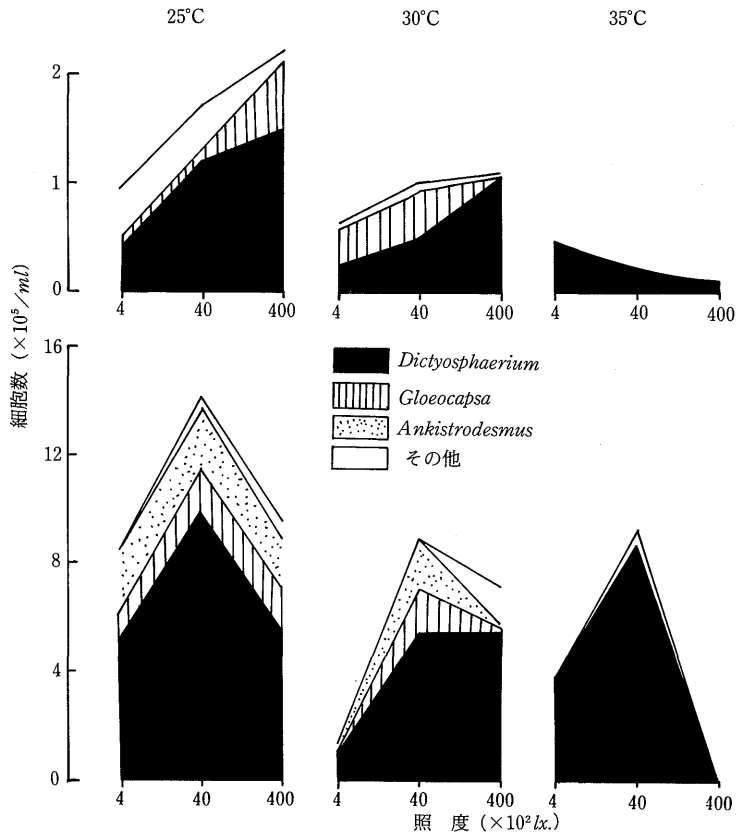 25°C 30°C 35°C
2
1
0
4 40 400 4 40 400 4 40 400
細胞数 (×10⁵/ml)
16
12
8
4
0
Dictyosphaerium
Gloeocapsa
Ankistrodesmus
その他
4 40 400 4 40 400 4 40 400
照 度 (×10²lx.)